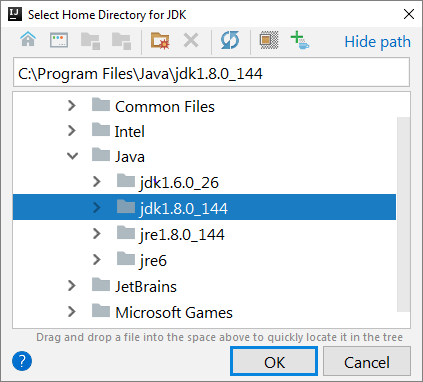 IJ Select Home Directory for JDK
Hide path
C:\Program Files\Java\jdk1.8.0_144
Common Files
Intel
Java
jdk1.6.0_26
jdk1.8.0_144
jre1.8.0_144
jre6
JetBrains
Microsoft Games
Drag and drop a file into the space above to quickly locate it in the tree
? OK Cancel